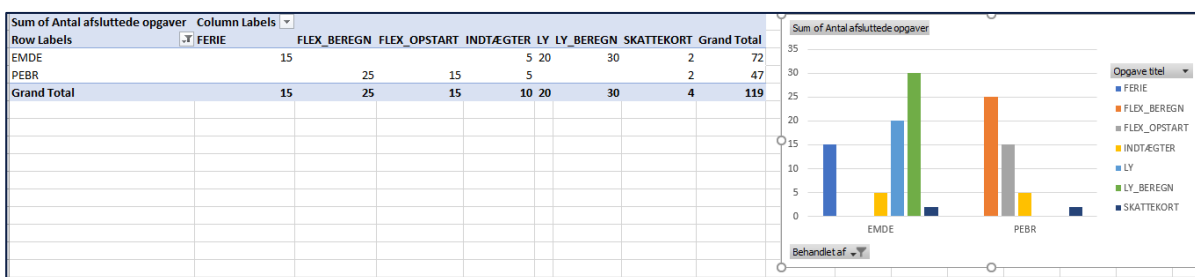 Sum of Antal afsluttede opgaver Column Labels
Row Labels FERIE FLEX_BEREGN FLEX_OPSTART INDTÆGTER LY LY_BEREGN SKATTEKORT Grand Total
EMDE 15 5 20 30 2 72
PEBR 25 15 5 2 47
Grand Total 15 25 15 10 20 30 4 119
Sum of Antal afsluttede opgaver
35
30
25
20
15
10
5
0
EMDE PEBR
Behandlet af
Opgave titel
FERIE
FLEX_BEREGN
FLEX_OPSTART
INDTÆGTER
LY
LY_BEREGN
SKATTEKORT